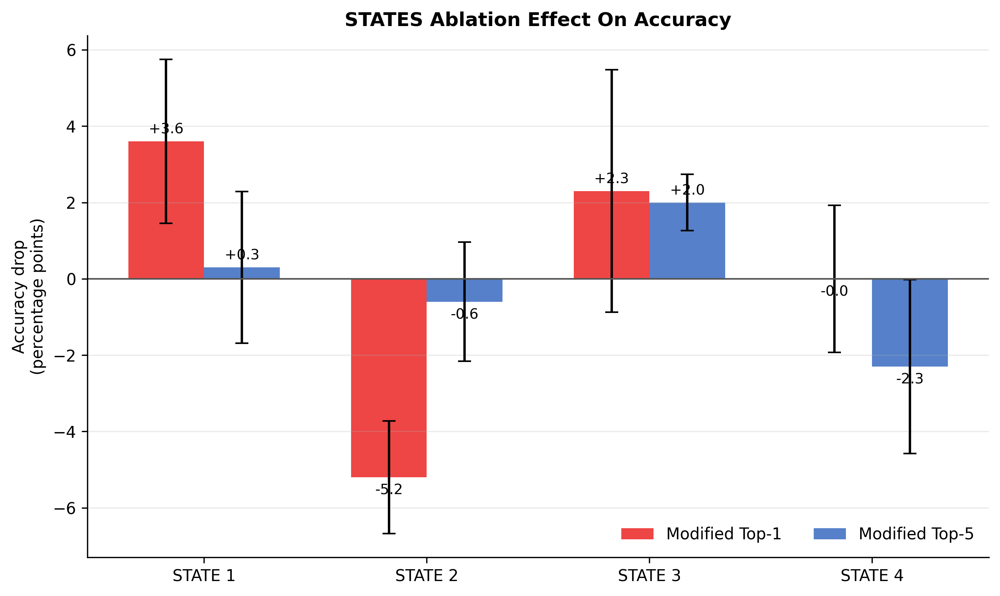 STATES Ablation Effect On Accuracy
Accuracy drop
(percentage points)
6
4
2
0
−2
−4
−6
+3.6
+0.3
-5.2
-0.6
+2.3
+2.0
-0.0
-2.3
Modified Top-1
Modified Top-5
STATE 1
STATE 2
STATE 3
STATE 4